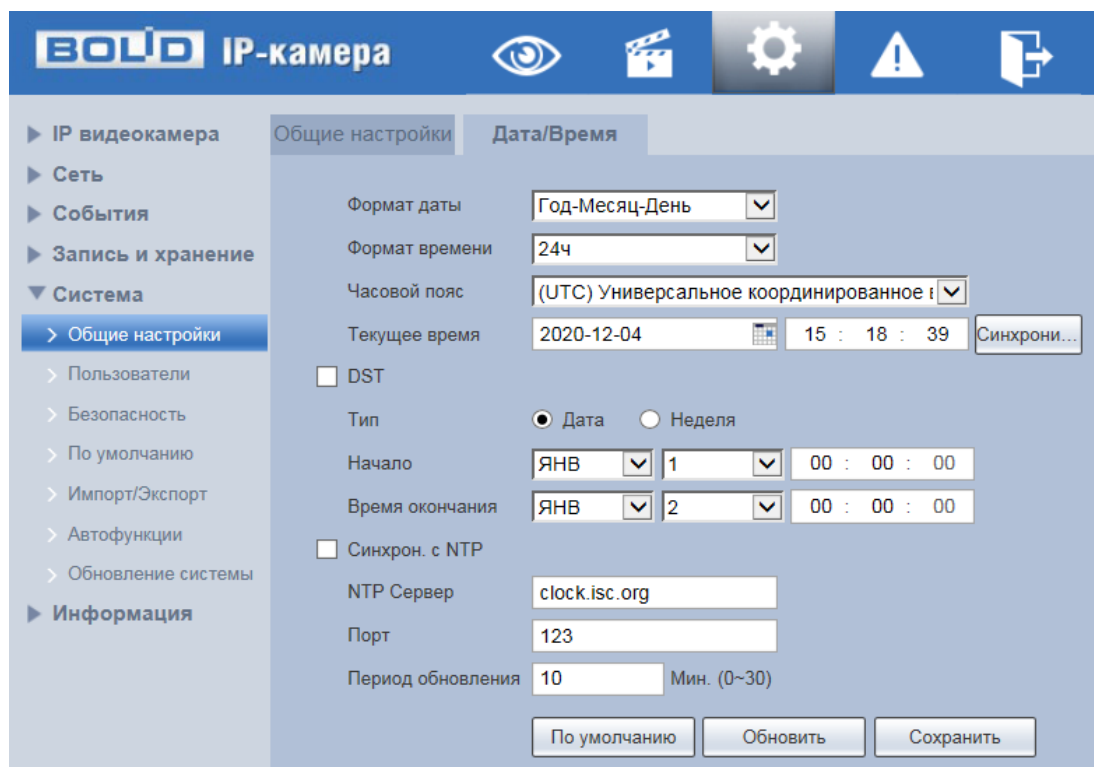 BOLID IP-камера
IP видеокамера
Сеть
События
Запись и хранение
Система
Общие настройки
Пользователи
Безопасность
По умолчанию
Импорт/Экспорт
Автофункции
Обновление системы
Информация
Общие настройки Дата/Время
Формат даты Год-Месяц-День
Формат времени 24ч
Часовой пояс (UTC) Универсальное координированное
Текущее время 2020-12-04 15 : 18 : 39 Синхрони...
DST
Тип Дата Неделя
Начало ЯНВ 1 00 : 00 : 00
Время окончания ЯНВ 2 00 : 00 : 00
Синхрон. с NTP
NTP Сервер clock.isc.org
Порт 123
Период обновления 10 Мин. (0~30)
По умолчанию Обновить Сохранить